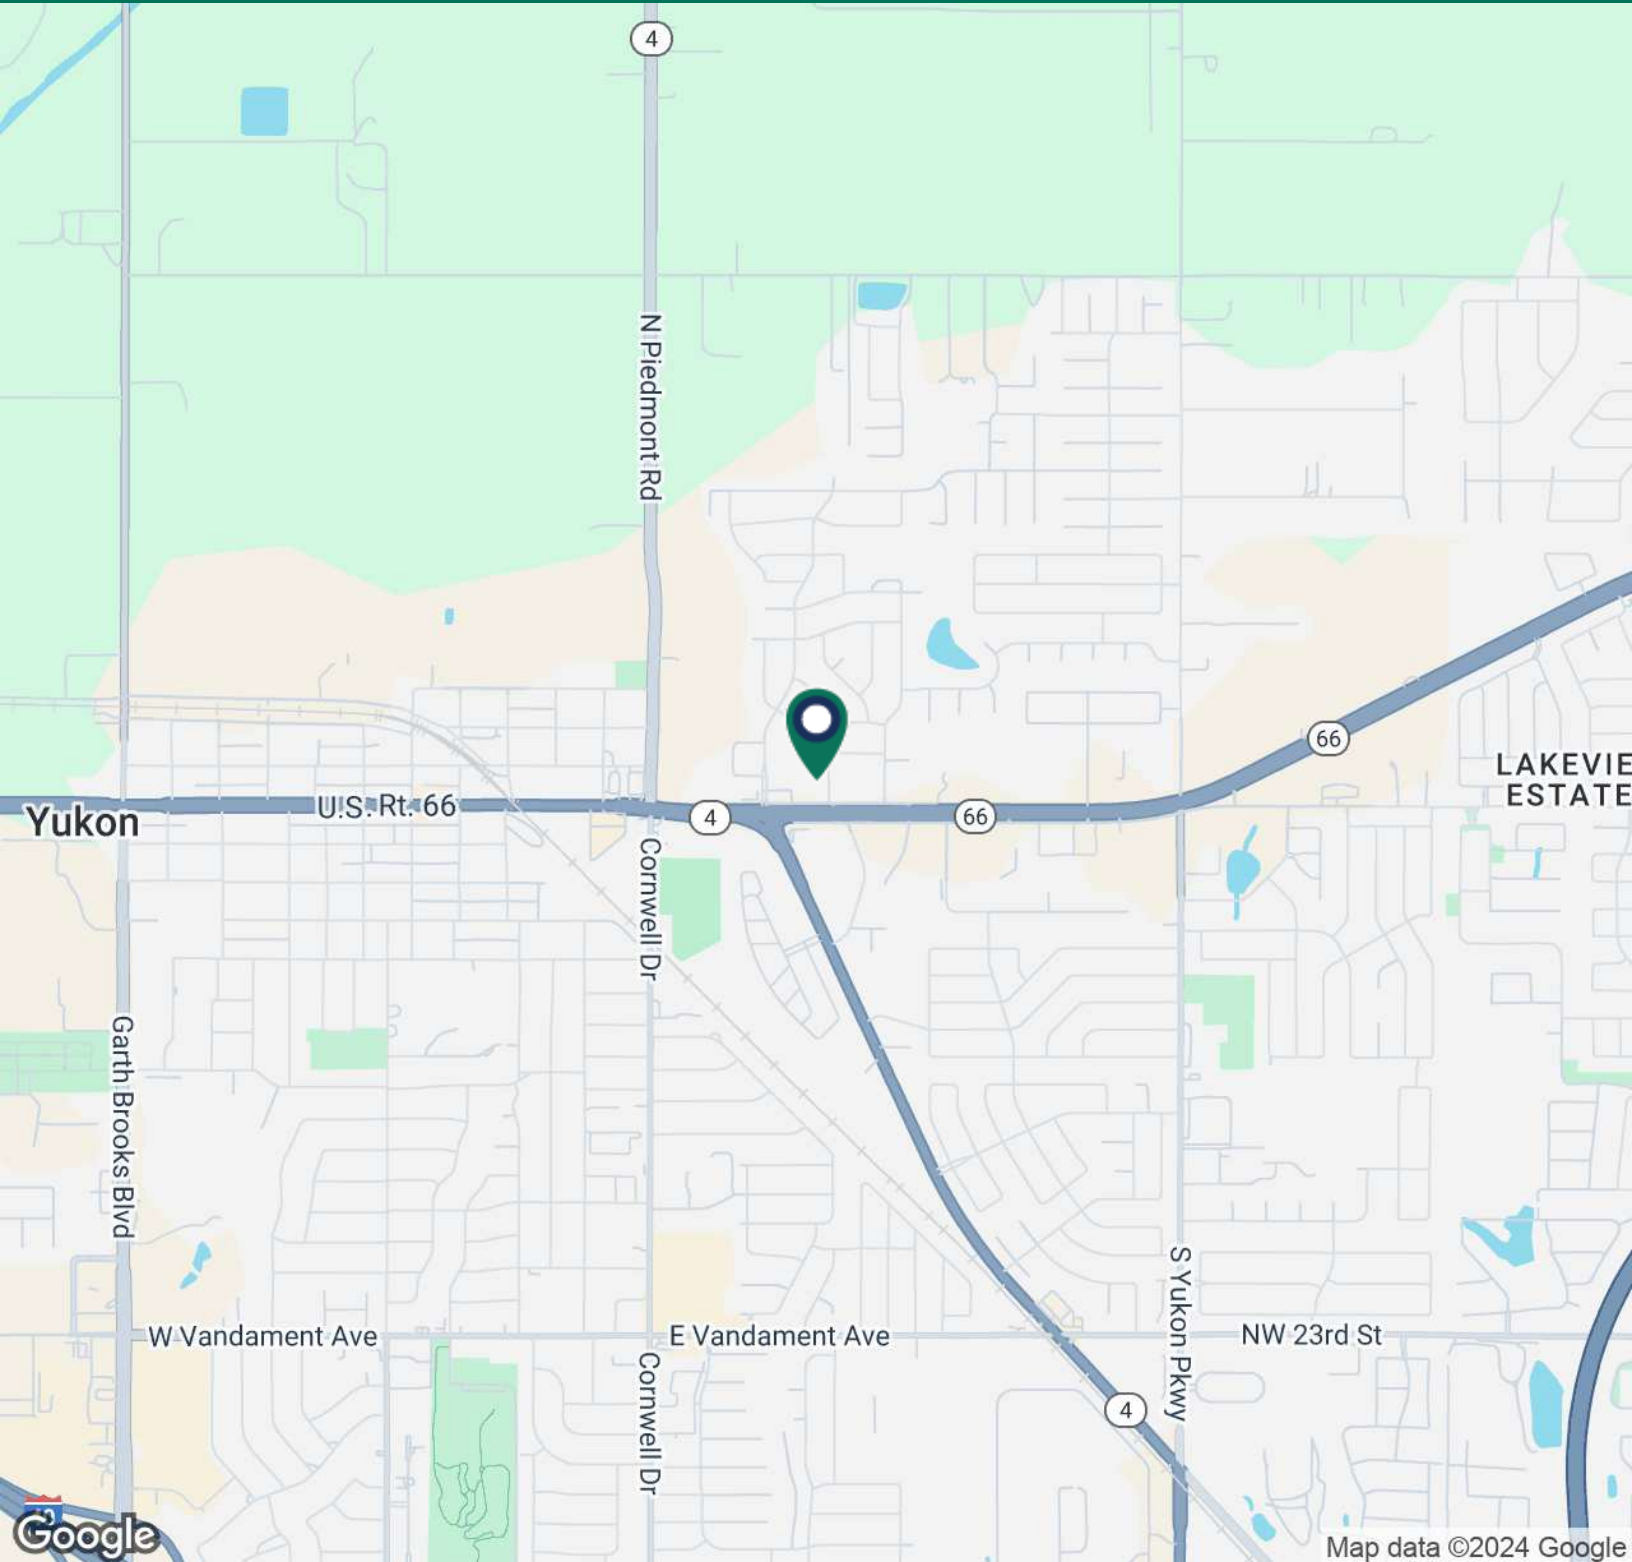 4
N Piedmont Rd
66
LAKEVIE
ESTATE
U.S. Rt. 66
Yukon
4
66
Cornwell Dr
Garth Brooks Blvd
S Yukon Pkwy
W Vandament Ave
E Vandament Ave
NW 23rd St
Cornwell Dr
4
Google
Map data ©2024 Google